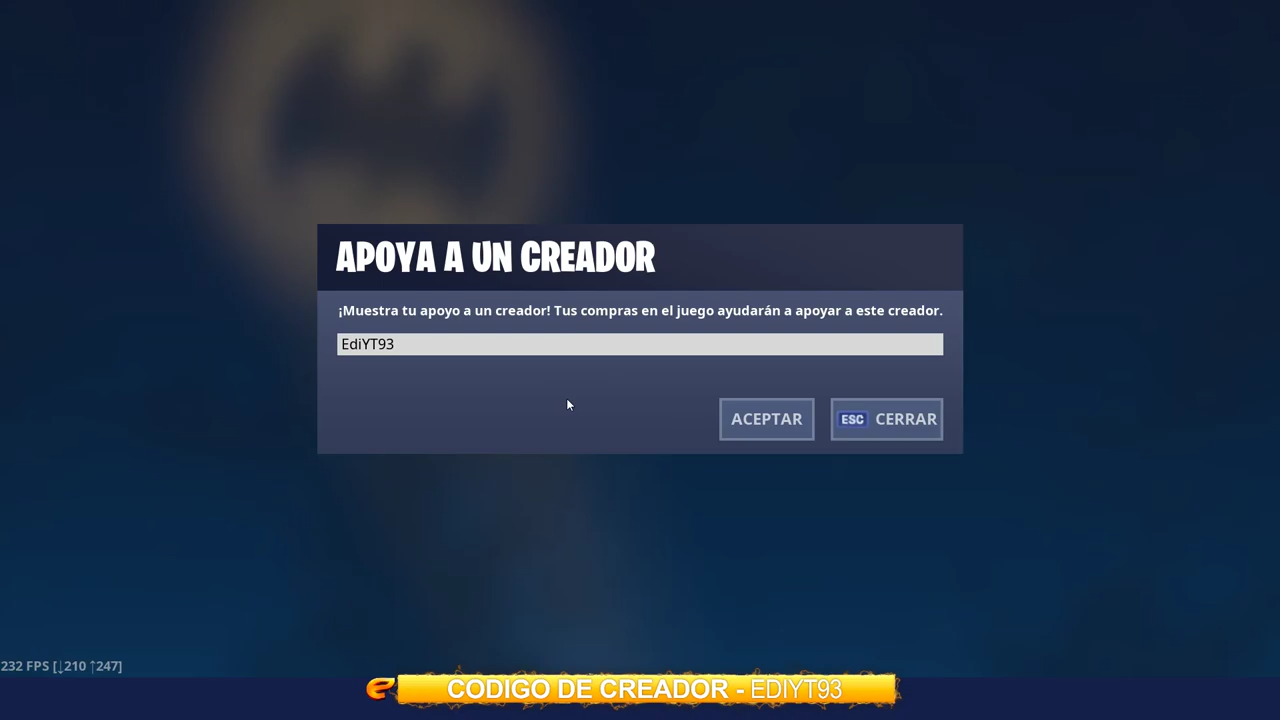 APOYA A UN CREADOR
¡Muestra tu apoyo a un creador! Tus compras en el juego ayudarán a apoyar a este creador.
EdiYT93
ACEPTAR
ESC CERRAR
232 FPS [↓210 ↑247]
CODIGO DE CREADOR - EDIYT93